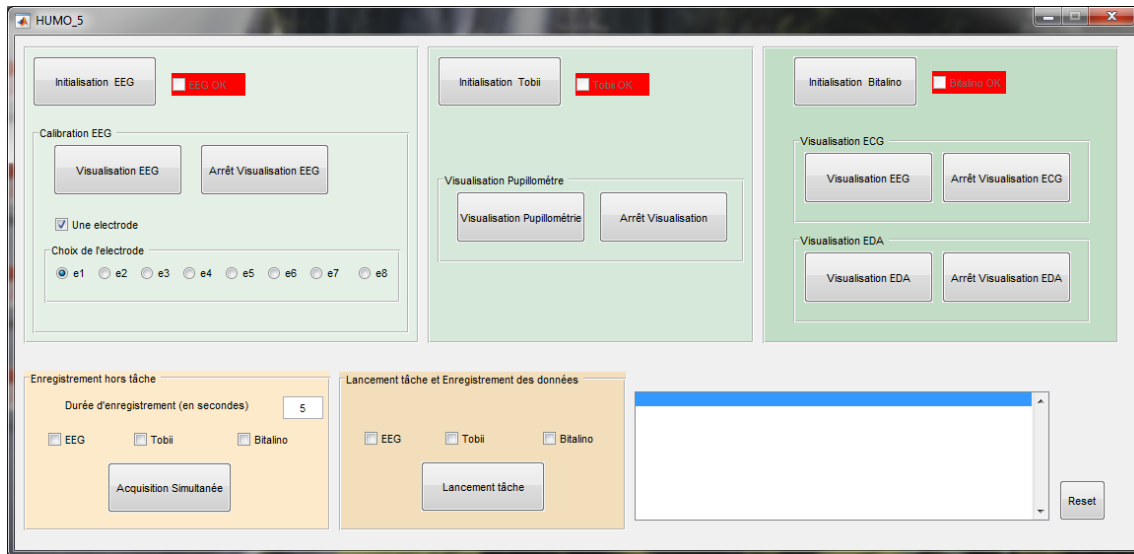 HUMO_5
Initialisation EEG
EEG OK
Calibration EEG
Visualisation EEG
Arrêt Visualisation EEG
Une electrode
Choix de l'electrode
e1 e2 e3 e4 e5 e6 e7 e8
Initialisation Tobii
Tobii OK
Visualisation Pupillomètre
Visualisation Pupillométrie
Arrêt Visualisation
Initialisation Bitalino
Bitalino OK
Visualisation ECG
Visualisation EEG
Arrêt Visualisation ECG
Visualisation EDA
Visualisation EDA
Arrêt Visualisation EDA
Enregistrement hors tâche
Durée d'enregistrement (en secondes) 5
EEG Tobii Bitalino
Acquisition Simultanée
Lancement tâche et Enregistrement des données
EEG Tobii Bitalino
Lancement tâche
Reset